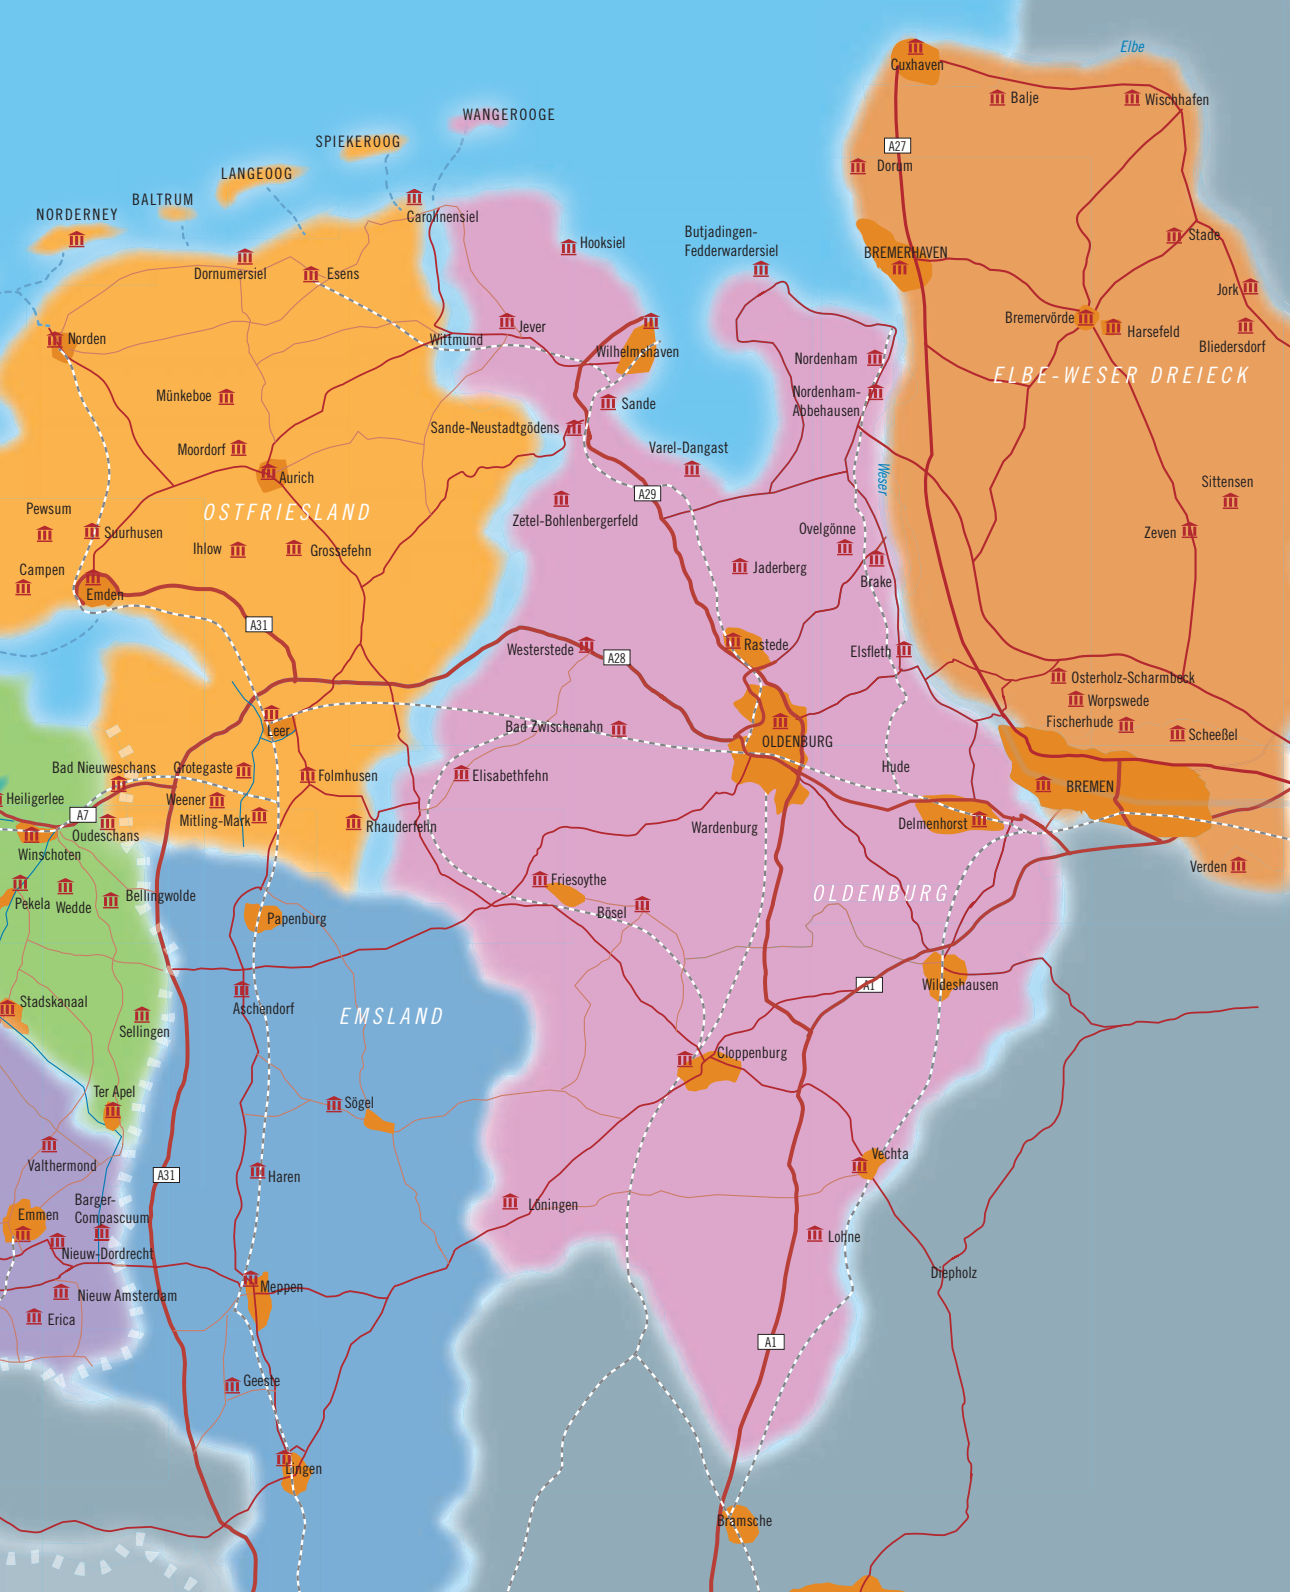 Elbe
Cuxhaven
Balje
Wischhafen
WANGEROOGE
SPIEKEROOG
A27
Dorum
LANGEOOG
BALTRUM
NORDERNEY
Carolinensiel
Stade
Butjadingen-
Fedderwardersiel
Hooksiel
BREMERHAVEN
Dornumersiel
Esens
Jork
Bremervörde
Harsefeld
Jever
Norden
Wittmund
Wilhelmshaven
Bliedersdorf
Nordenham
ELBE-WESER DREIECK
Münkeboe
Nordenham-
Abbehausen
Sande
Sande-Neustadtgödens
Moordorf
Varel-Dangast
Aurich
Weser
Sittensen
A29
Pewsum
OSTFRIESLAND
Zetel-Bohlenbergerfeld
Suurhusen
Ovelgönne
Zeven
Ihlow
Grossefehn
Campen
Jaderberg
Brake
Emden
A31
Westerstede
A28
Rastede
Elsfleth
Osterholz-Scharmbeck
Worpswede
Fischerhude
Scheeßel
Leer
Bad Zwischenahn
OLDENBURG
Bad Nieuweschans
Grotegaste
Folmhusen
Elisabethfehn
Hude
BREMEN
Heiligerlee
Weener
A7
Mitling-Mark
Oudeschans
Rhauderfehn
Wardenburg
Delmenhorst
Winschoten
Verden
Friesoythe
OLDENBURG
Pekela
Wedde
Bellingwolde
Bösel
Papenburg
A1
Wildeshausen
Stadskanaal
Aschendorf
EMSLAND
Sellingen
Cloppenburg
Ter Apel
Sögel
Valthermond
Vechta
A31
Haren
Barger-
Compascuum
Löningen
Emmen
Lohne
Nieuw-Dordrecht
Diepholz
Meppen
Nieuw Amsterdam
Erica
A1
Geeste
Lingen
Bramsche